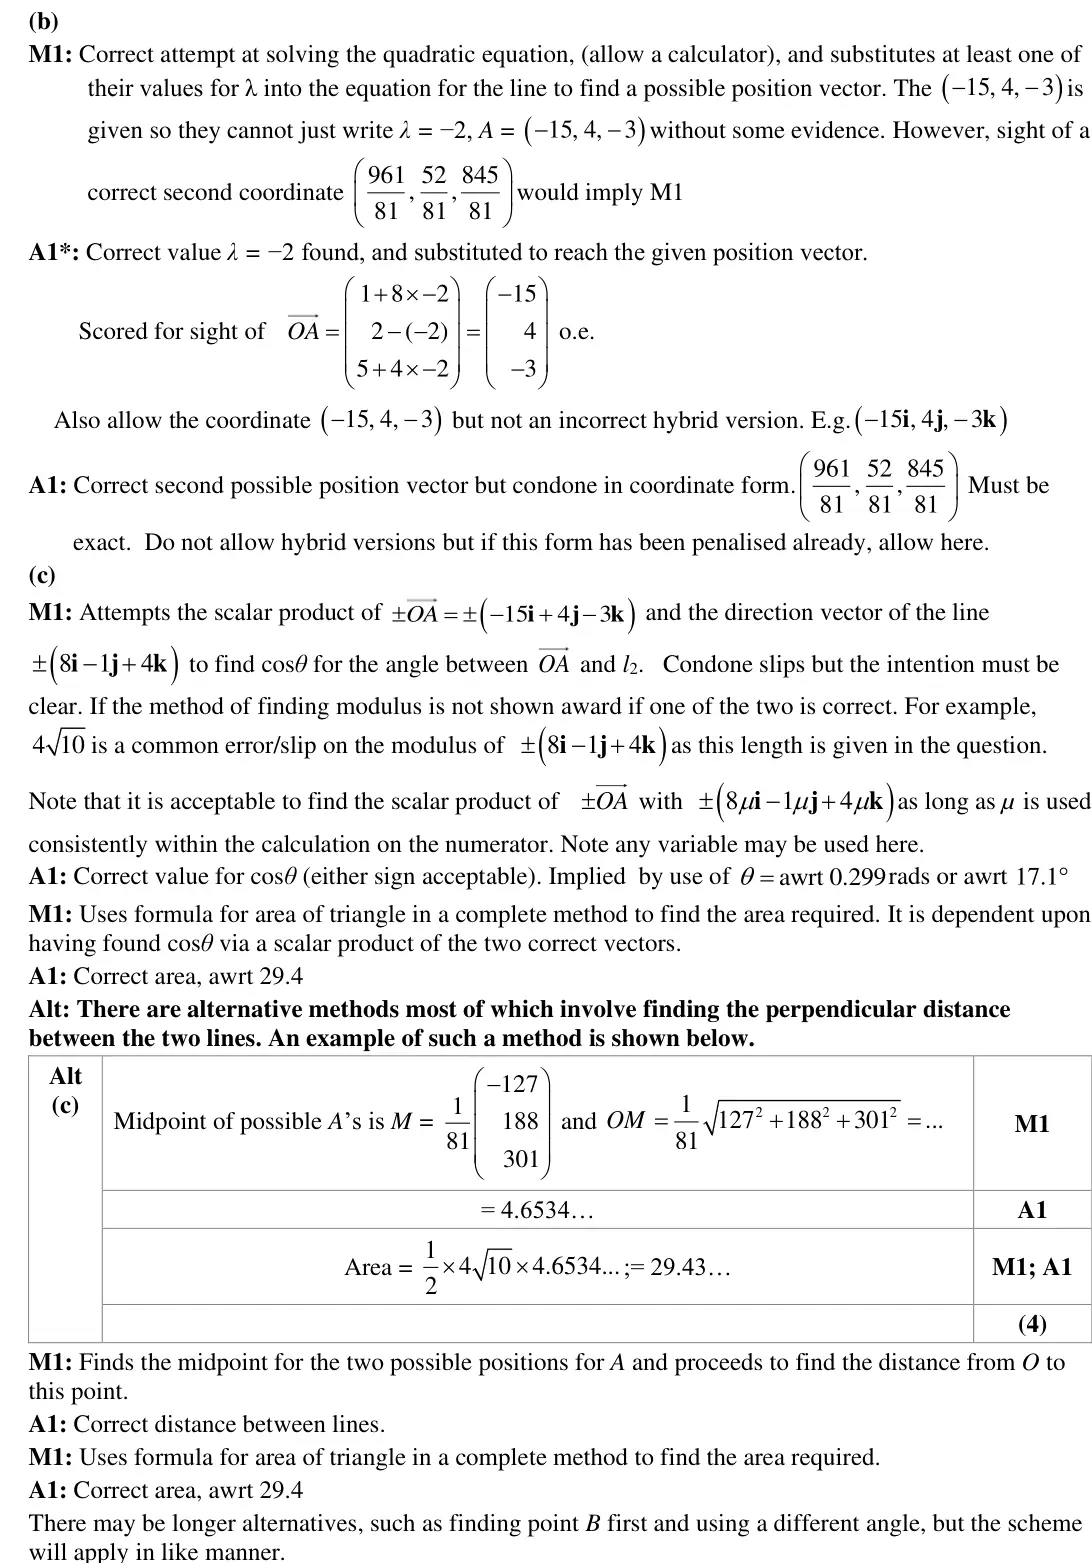 (b)
M1: Correct attempt at solving the quadratic equation, (allow a calculator), and substitutes at least one of
their values for λ into the equation for the line to find a possible position vector. The (−15, 4, −3) is
given so they cannot just write λ = −2, A = (−15, 4, −3) without some evidence. However, sight of a
correct second coordinate (961/81, 52/81, 845/81) would imply M1
A1*: Correct value λ = −2 found, and substituted to reach the given position vector.
Scored for sight of OA = (1+8×−2, 2−(−2), 5+4×−2) = (−15, 4, −3) o.e.
Also allow the coordinate (−15, 4, −3) but not an incorrect hybrid version. E.g. (−15i, 4j, −3k)
A1: Correct second possible position vector but condone in coordinate form. (961/81, 52/81, 845/81) Must be
exact. Do not allow hybrid versions but if this form has been penalised already, allow here.
(c)
M1: Attempts the scalar product of ±OA = ±(−15i + 4j − 3k) and the direction vector of the line
±(8i − 1j + 4k) to find cosθ for the angle between OA and l₂. Condone slips but the intention must be
clear. If the method of finding modulus is not shown award if one of the two is correct. For example,
4√10 is a common error/slip on the modulus of ±(8i − 1j + 4k) as this length is given in the question.
Note that it is acceptable to find the scalar product of ±OA with ±(8μi − 1μj + 4μk) as long as μ is used
consistently within the calculation on the numerator. Note any variable may be used here.
A1: Correct value for cosθ (either sign acceptable). Implied by use of θ = awrt 0.299 rads or awrt 17.1°
M1: Uses formula for area of triangle in a complete method to find the area required. It is dependent upon
having found cosθ via a scalar product of the two correct vectors.
A1: Correct area, awrt 29.4
Alt: There are alternative methods most of which involve finding the perpendicular distance
between the two lines. An example of such a method is shown below.
Alt
(c)
Midpoint of possible A's is M = 1/81 (−127, 188, 301) and OM = 1/81 √(127² + 188² + 301²) = ...
M1
= 4.6534…
A1
Area = 1/2 × 4√10 × 4.6534... ;= 29.43…
M1; A1
(4)
M1: Finds the midpoint for the two possible positions for A and proceeds to find the distance from O to
this point.
A1: Correct distance between lines.
M1: Uses formula for area of triangle in a complete method to find the area required.
A1: Correct area, awrt 29.4
There may be longer alternatives, such as finding point B first and using a different angle, but the scheme
will apply in like manner.